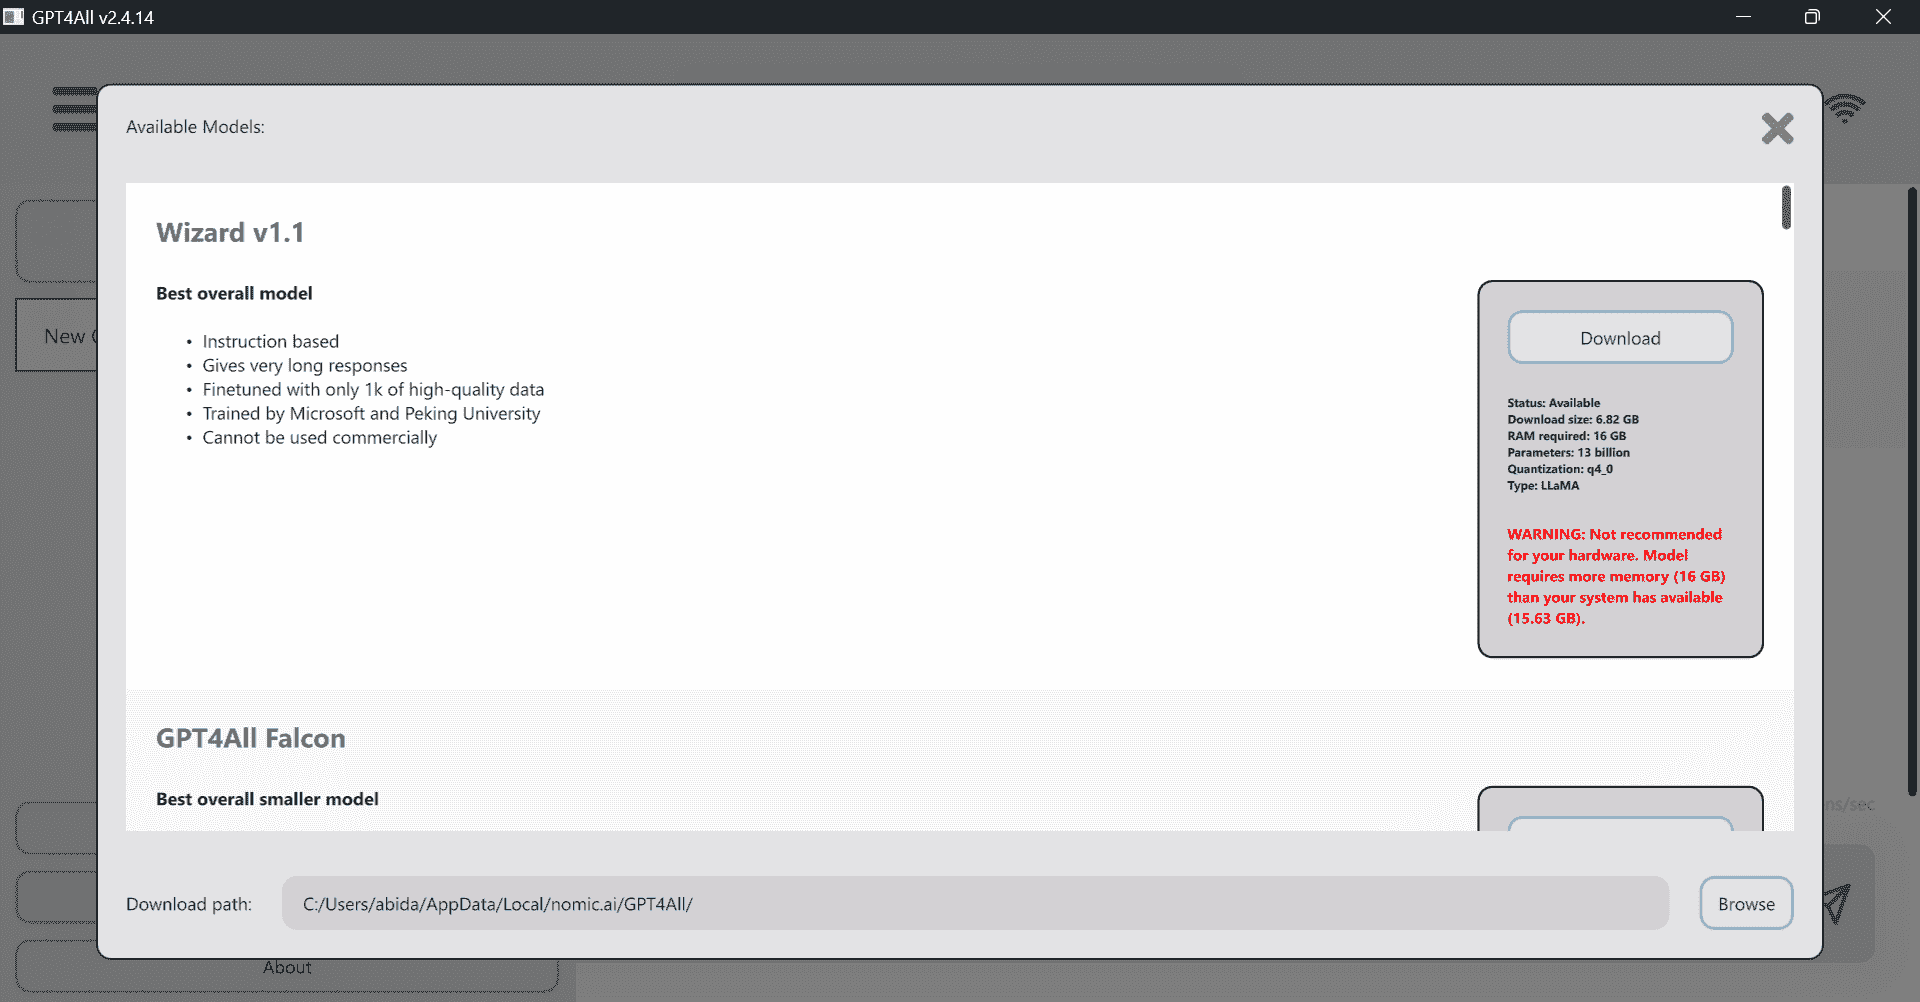 GPT4All v2.4.14
Available Models:
New
Wizard v1.1
Best overall model
• Instruction based
• Gives very long responses
• Finetuned with only 1k of high-quality data
• Trained by Microsoft and Peking University
• Cannot be used commercially
Download
Status: Available
Download size: 6.82 GB
RAM required: 16 GB
Parameters: 13 billion
Quantization: q4_0
Type: LLaMA
WARNING: Not recommended
for your hardware. Model
requires more memory (16 GB)
than your system has available
(15.63 GB).
GPT4All Falcon
Best overall smaller model
ns/sec
Download path:
C:/Users/abida/AppData/Local/nomic.ai/GPT4All/
Browse
About